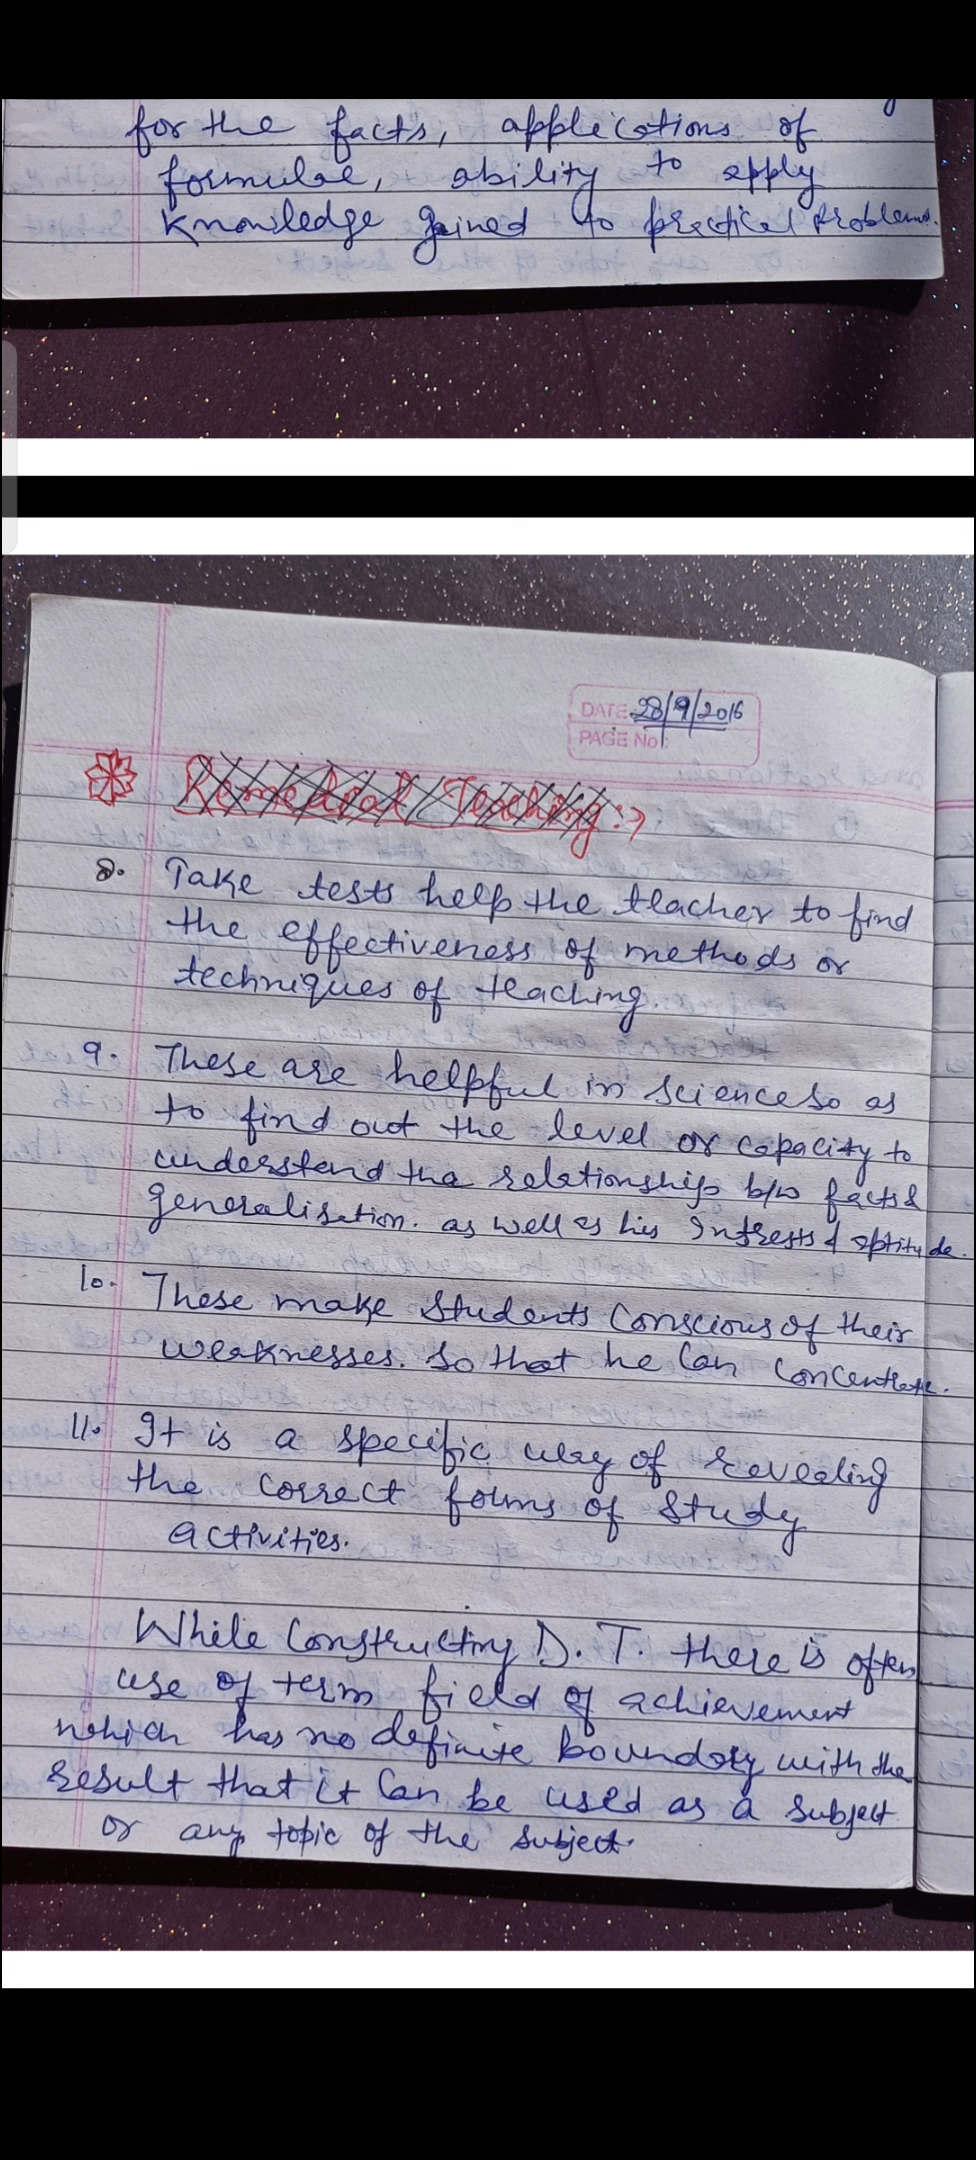 for the facts, applications of
formulae, ability to apply
knowledge gained to practical Problems.
DATE 28/9/2016
PAGE No.:
Remedial Teaching :→
8. Take tests help the teacher to find
the effectiveness of methods or
techniques of teaching.
9. These are helpful in science so as
to find out the level or capacity to
understand the relationship b/w facts &
generalisation. as well as his Intrests & aptitude.
10. These make Students Conscious of their
weaknesses. So that he Can Concentrate.
11. It is a specific way of revealing
the correct forms of Study
activities.
While Constructing D. T. there is often
use of term field of achievement
which has no definite boundary with the
result that it Can be used as a Subject
or any topic of the Subject.